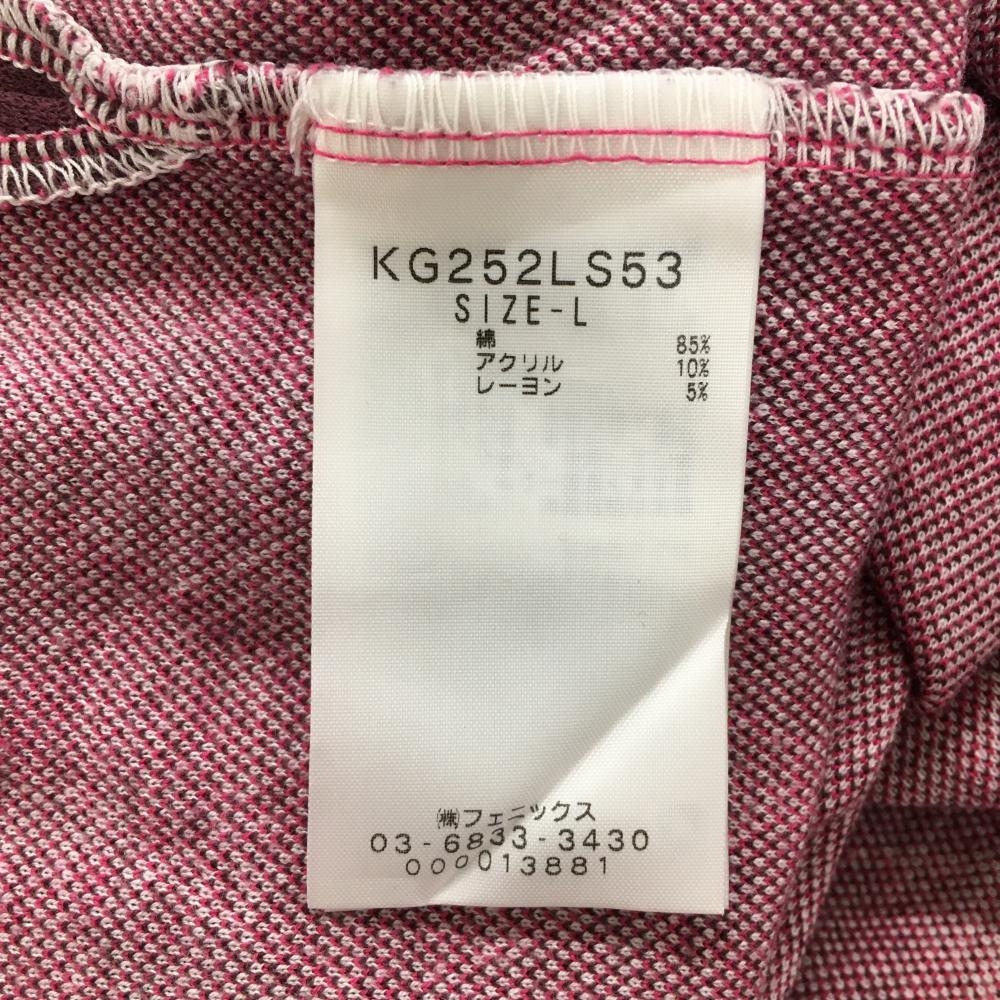 KG252LS53
SIZE-L
綿 85%
アクリル 10%
レーヨン 5%
㈱フェニックス
03-6833-3430
000013881